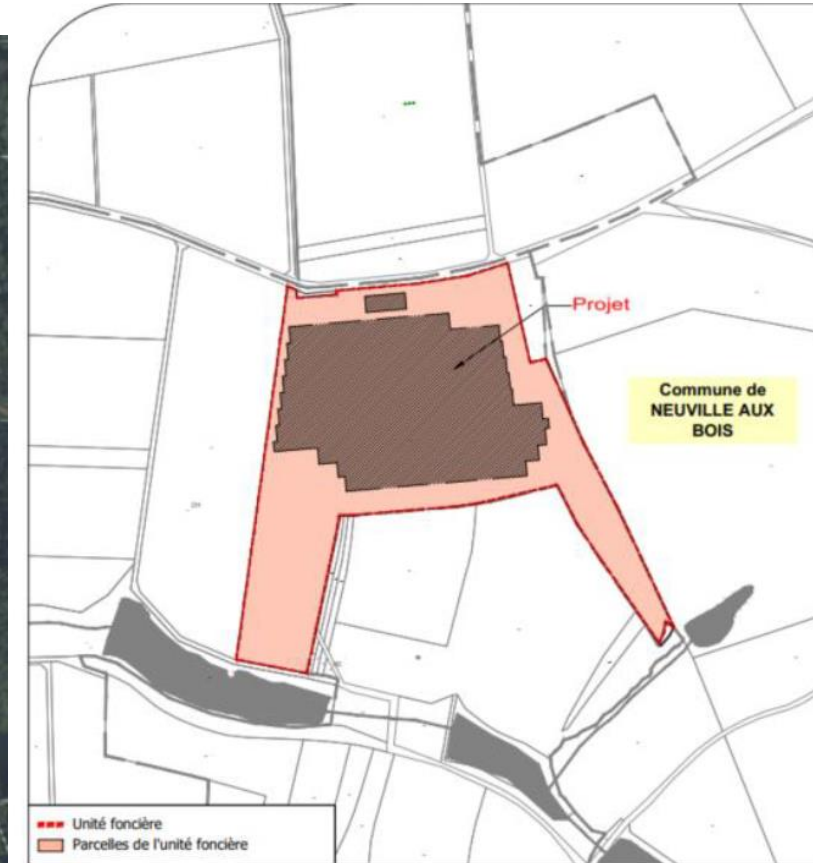 Projet
Commune de
NEUVILLE AUX
BOIS
Unité foncière
Parcelles de l'unité foncière